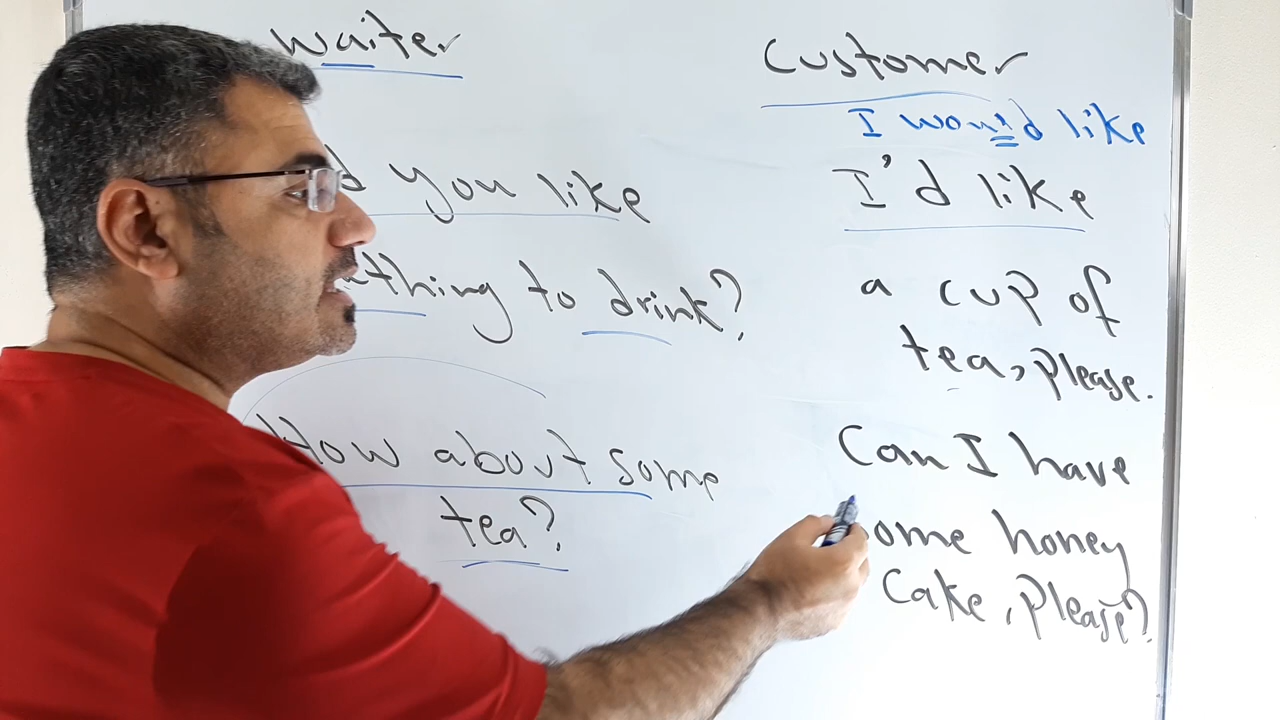 waiter
d you like
thing to drink?
How about some
tea?
Customer
I would like
I'd like
a cup of
tea, please.
Can I have
ome honey
Cake, please?